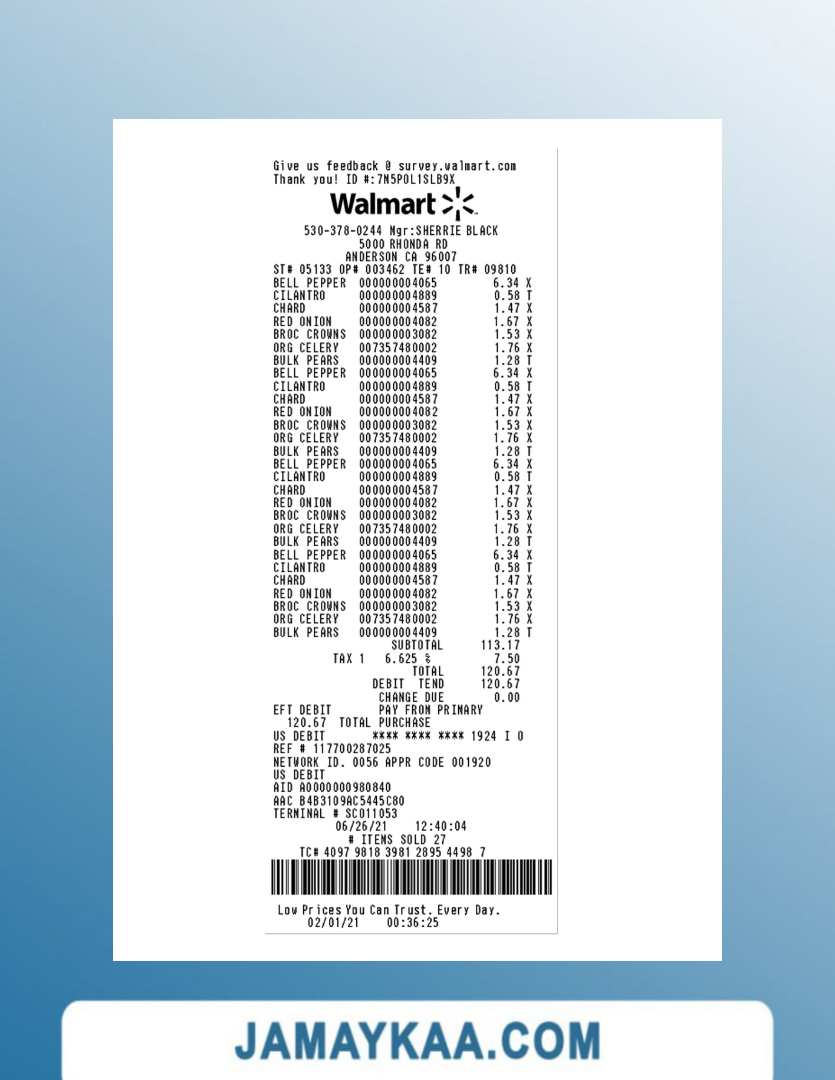 Give us feedback @ survey.walmart.com
Thank you! ID #:7N5P0L1SLB9X
Walmart
530-378-0244 Mgr:SHERRIE BLACK
5000 RHONDA RD
ANDERSON CA 96007
ST# 05133 OP# 003462 TE# 10 TR# 09810
BELL PEPPER 000000004065 6.34 X
CILANTRO 000000004889 0.58 T
CHARD 000000004587 1.47 X
RED ONION 000000004082 1.67 X
BROC CROWNS 000000003082 1.53 X
ORG CELERY 007357480002 1.76 X
BULK PEARS 000000004409 1.28 T
BELL PEPPER 000000004065 6.34 X
CILANTRO 000000004889 0.58 T
CHARD 000000004587 1.47 X
RED ONION 000000004082 1.67 X
BROC CROWNS 000000003082 1.53 X
ORG CELERY 007357480002 1.76 X
BULK PEARS 000000004409 1.28 T
BELL PEPPER 000000004065 6.34 X
CILANTRO 000000004889 0.58 T
CHARD 000000004587 1.47 X
RED ONION 000000004082 1.67 X
BROC CROWNS 000000003082 1.53 X
ORG CELERY 007357480002 1.76 X
BULK PEARS 000000004409 1.28 T
BELL PEPPER 000000004065 6.34 X
CILANTRO 000000004889 0.58 T
CHARD 000000004587 1.47 X
RED ONION 000000004082 1.67 X
BROC CROWNS 000000003082 1.53 X
ORG CELERY 007357480002 1.76 X
BULK PEARS 000000004409 1.28 T
SUBTOTAL 113.17
TAX 1 6.625 % 7.50
TOTAL 120.67
DEBIT TEND 120.67
CHANGE DUE 0.00
EFT DEBIT PAY FROM PRIMARY
120.67 TOTAL PURCHASE
US DEBIT **** **** **** 1924 I 0
REF # 117700287025
NETWORK ID. 0056 APPR CODE 001920
US DEBIT
AID A0000000980840
AAC B4B3109AC5445C80
TERMINAL # SC011053
06/26/21 12:40:04
# ITEMS SOLD 27
TC# 4097 9818 3981 2895 4498 7
Low Prices You Can Trust. Every Day.
02/01/21 00:36:25
JAMAYKAA.COM